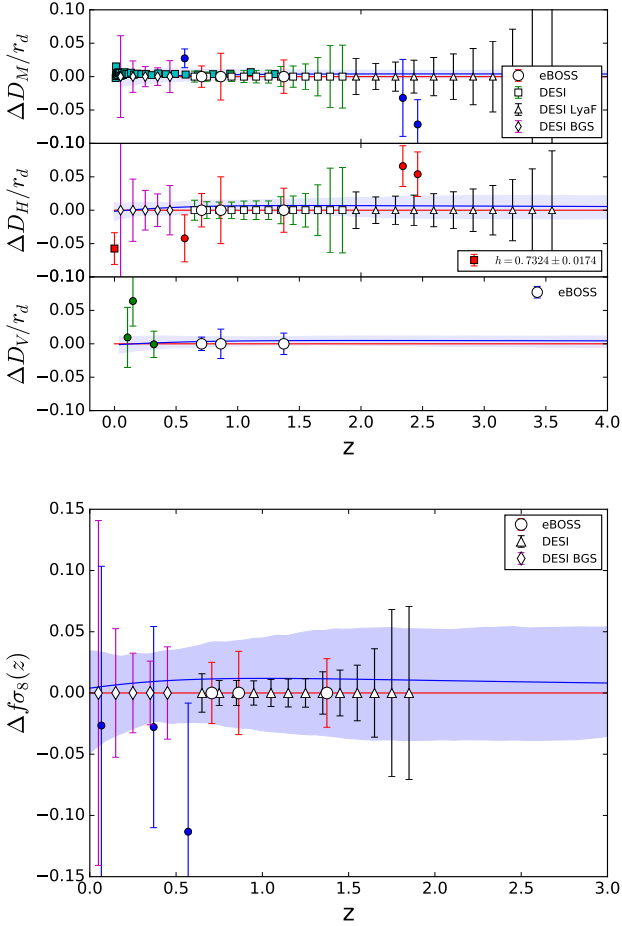 0.10
0.05
0.00
−0.05
−0.10
ΔD_M/r_d
eBOSS
DESI
DESI LyaF
DESI BGS
0.10
0.05
0.00
−0.05
−0.10
ΔD_H/r_d
h = 0.7324 ± 0.0174
0.10
0.05
0.00
−0.05
−0.10
ΔD_V/r_d
eBOSS
0.0 0.5 1.0 1.5 2.0 2.5 3.0 3.5 4.0
z
0.15
0.10
0.05
0.00
−0.05
−0.10
−0.15
Δfσ_8(z)
eBOSS
DESI
DESI BGS
0.0 0.5 1.0 1.5 2.0 2.5 3.0
z